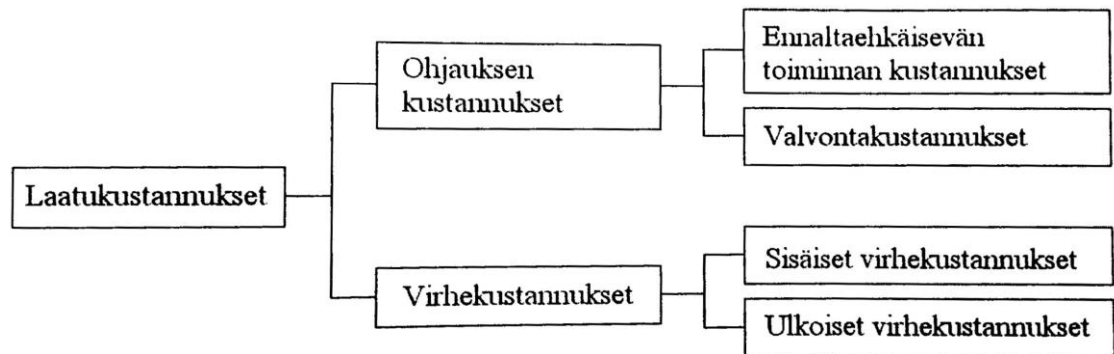 Laatukustannukset
Ohjauksen
kustannukset
Ennaltaehkäisevän
toiminnan kustannukset
Valvontakustannukset
Virhekustannukset
Sisäiset virhekustannukset
Ulkoiset virhekustannukset